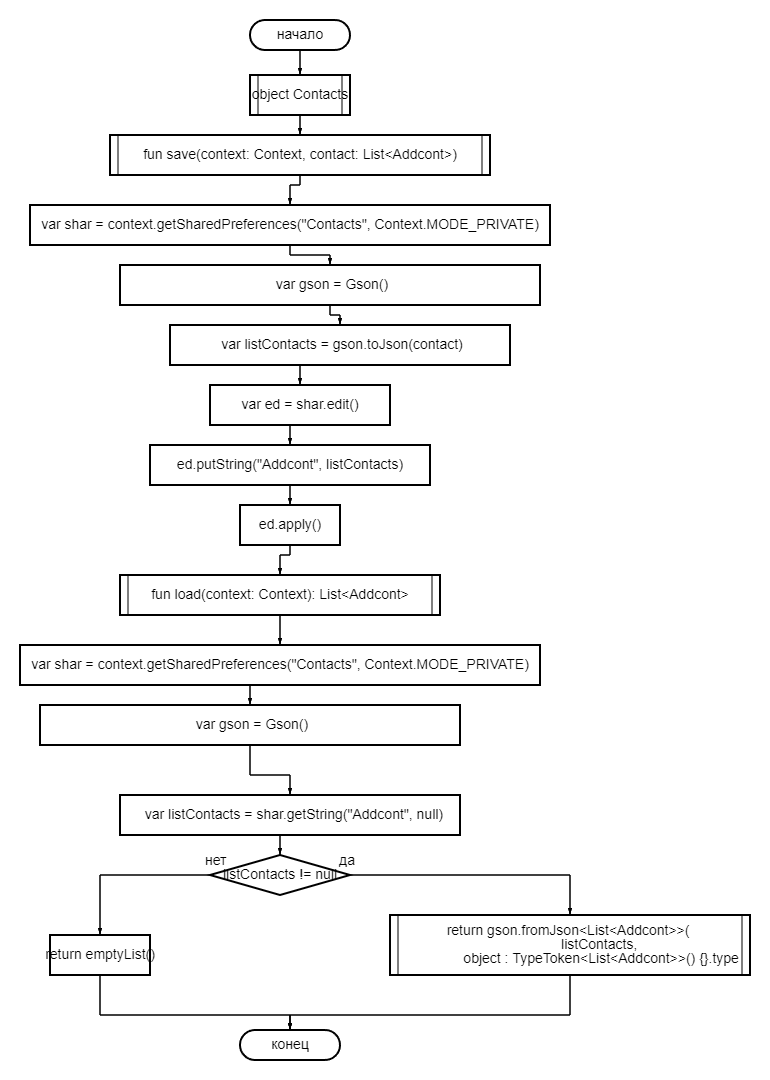 начало
object Contacts
fun save(context: Context, contact: List<Addcont>)
var shar = context.getSharedPreferences("Contacts", Context.MODE_PRIVATE)
var gson = Gson()
var listContacts = gson.toJson(contact)
var ed = shar.edit()
ed.putString("Addcont", listContacts)
ed.apply()
fun load(context: Context): List<Addcont>
var shar = context.getSharedPreferences("Contacts", Context.MODE_PRIVATE)
var gson = Gson()
var listContacts = shar.getString("Addcont", null)
нет
да
listContacts != null
return emptyList()
return gson.fromJson<List<Addcont>>(
listContacts,
object : TypeToken<List<Addcont>>() {}.type
конец